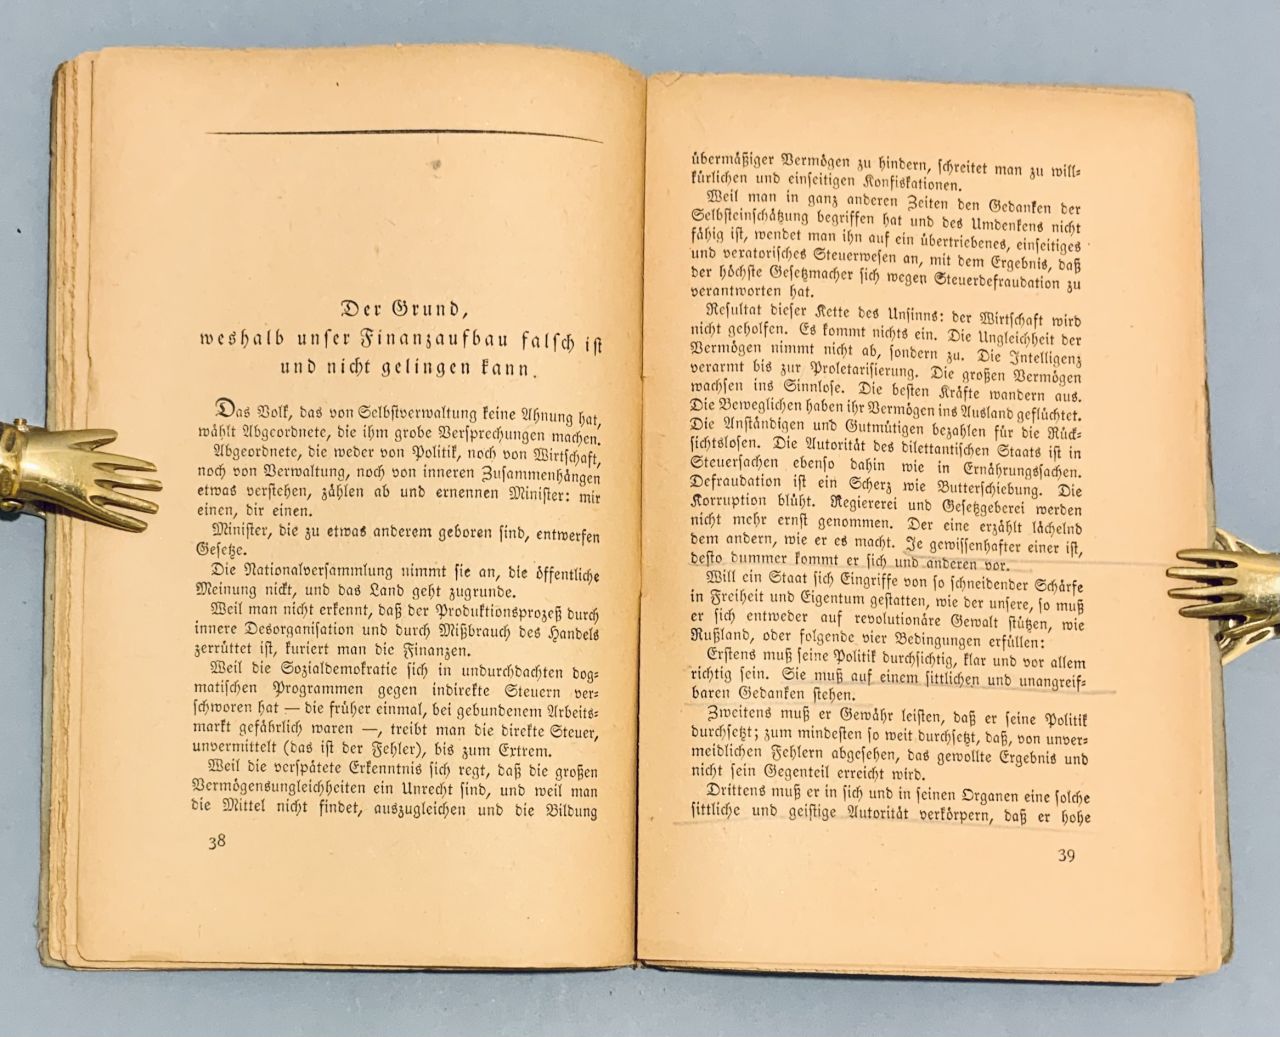 Der Grund,
weshalb unser Finanzaufbau falsch ist
und nicht gelingen kann.
Das Volk, das von Selbstverwaltung keine Ahnung hat,
wählt Abgeordnete, die ihm grobe Versprechungen machen.
Abgeordnete, die weder von Politik, noch von Wirtschaft,
noch von Verwaltung, noch von inneren Zusammenhängen
etwas verstehen, zählen ab und ernennen Minister: mir
einen, dir einen.
Minister, die zu etwas anderem geboren sind, entwerfen
Gesetze.
Die Nationalversammlung nimmt sie an, die öffentliche
Meinung nickt, und das Land geht zugrunde.
Weil man nicht erkennt, daß der Produktionsprozeß durch
innere Desorganisation und durch Mißbrauch des Handels
zerrüttet ist, kuriert man die Finanzen.
Weil die Sozialdemokratie sich in undurchdachten dog-
matischen Programmen gegen indirekte Steuern ver-
schworen hat — die früher einmal, bei gebundenem Arbeits-
markt gefährlich waren —, treibt man die direkte Steuer,
unvermittelt (das ist der Fehler), bis zum Extrem.
Weil die verspätete Erkenntnis sich regt, daß die großen
Vermögensungleichheiten ein Unrecht sind, und weil man
die Mittel nicht findet, auszugleichen und die Bildung
38
übermäßiger Vermögen zu hindern, schreitet man zu will-
kürlichen und einseitigen Konfiskationen.
Weil man in ganz anderen Zeiten den Gedanken der
Selbsteinschätzung begriffen hat und des Umdenkens nicht
fähig ist, wendet man ihn auf ein übertriebenes, einseitiges
und vexatorisches Steuerwesen an, mit dem Ergebnis, daß
der höchste Gesetzmacher sich wegen Steuerdefraudation zu
verantworten hat.
Resultat dieser Kette des Unsinns: der Wirtschaft wird
nicht geholfen. Es kommt nichts ein. Die Ungleichheit der
Vermögen nimmt nicht ab, sondern zu. Die Intelligenz
verarmt bis zur Proletarisierung. Die großen Vermögen
wachsen ins Sinnlose. Die besten Kräfte wandern aus.
Die Beweglichen haben ihr Vermögen ins Ausland geflüchtet.
Die Anständigen und Gutmütigen bezahlen für die Rück-
sichtslosen. Die Autorität des dilettantischen Staats ist in
Steuersachen ebenso dahin wie in Ernährungssachen.
Defraudation ist ein Scherz wie Butterschiebung. Die
Korruption blüht. Regiererei und Gesetzgeberei werden
nicht mehr ernst genommen. Der eine erzählt lächelnd
dem andern, wie er es macht. Je gewissenhafter einer ist,
desto dummer kommt er sich und anderen vor.
Will ein Staat sich Eingriffe von so schneidender Schärfe
in Freiheit und Eigentum gestatten, wie der unsere, so muß
er sich entweder auf revolutionäre Gewalt stützen, wie
Rußland, oder folgende vier Bedingungen erfüllen:
Erstens muß seine Politik durchsichtig, klar und vor allem
richtig sein. Sie muß auf einem sittlichen und unangreif-
baren Gedanken stehen.
Zweitens muß er Gewähr leisten, daß er seine Politik
durchsetzt; zum mindesten so weit durchsetzt, daß, von unver-
meidlichen Fehlern abgesehen, das gewollte Ergebnis und
nicht sein Gegenteil erreicht wird.
Drittens muß er in sich und in seinen Organen eine solche
sittliche und geistige Autorität verkörpern, daß er hohe
39